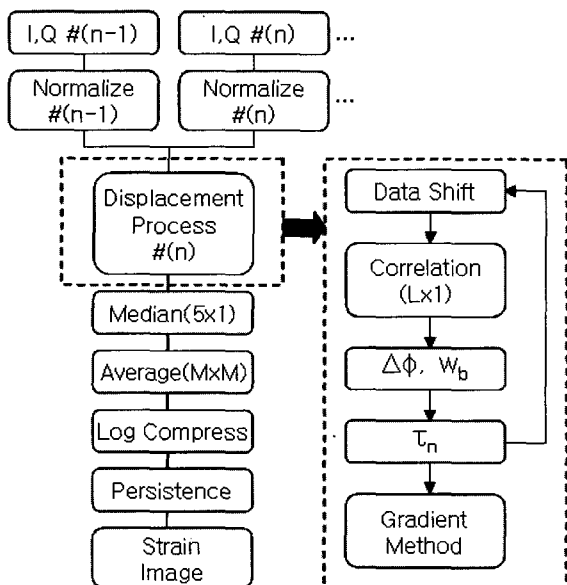 I,Q #(n-1)
I,Q #(n)
...
Normalize
#(n-1)
Normalize
#(n)
...
Displacement
Process
#(n)
Median(5x1)
Average(MxM)
Log Compress
Persistence
Strain
Image
Data Shift
Correlation
(Lx1)
Δϕ, W_b
τ_n
Gradient
Method